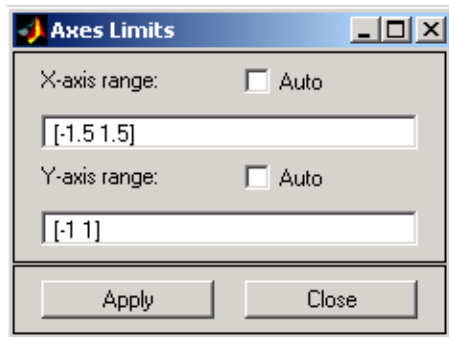 Axes Limits
X-axis range: Auto
[-1.5 1.5]
Y-axis range: Auto
[-1 1]
Apply Close